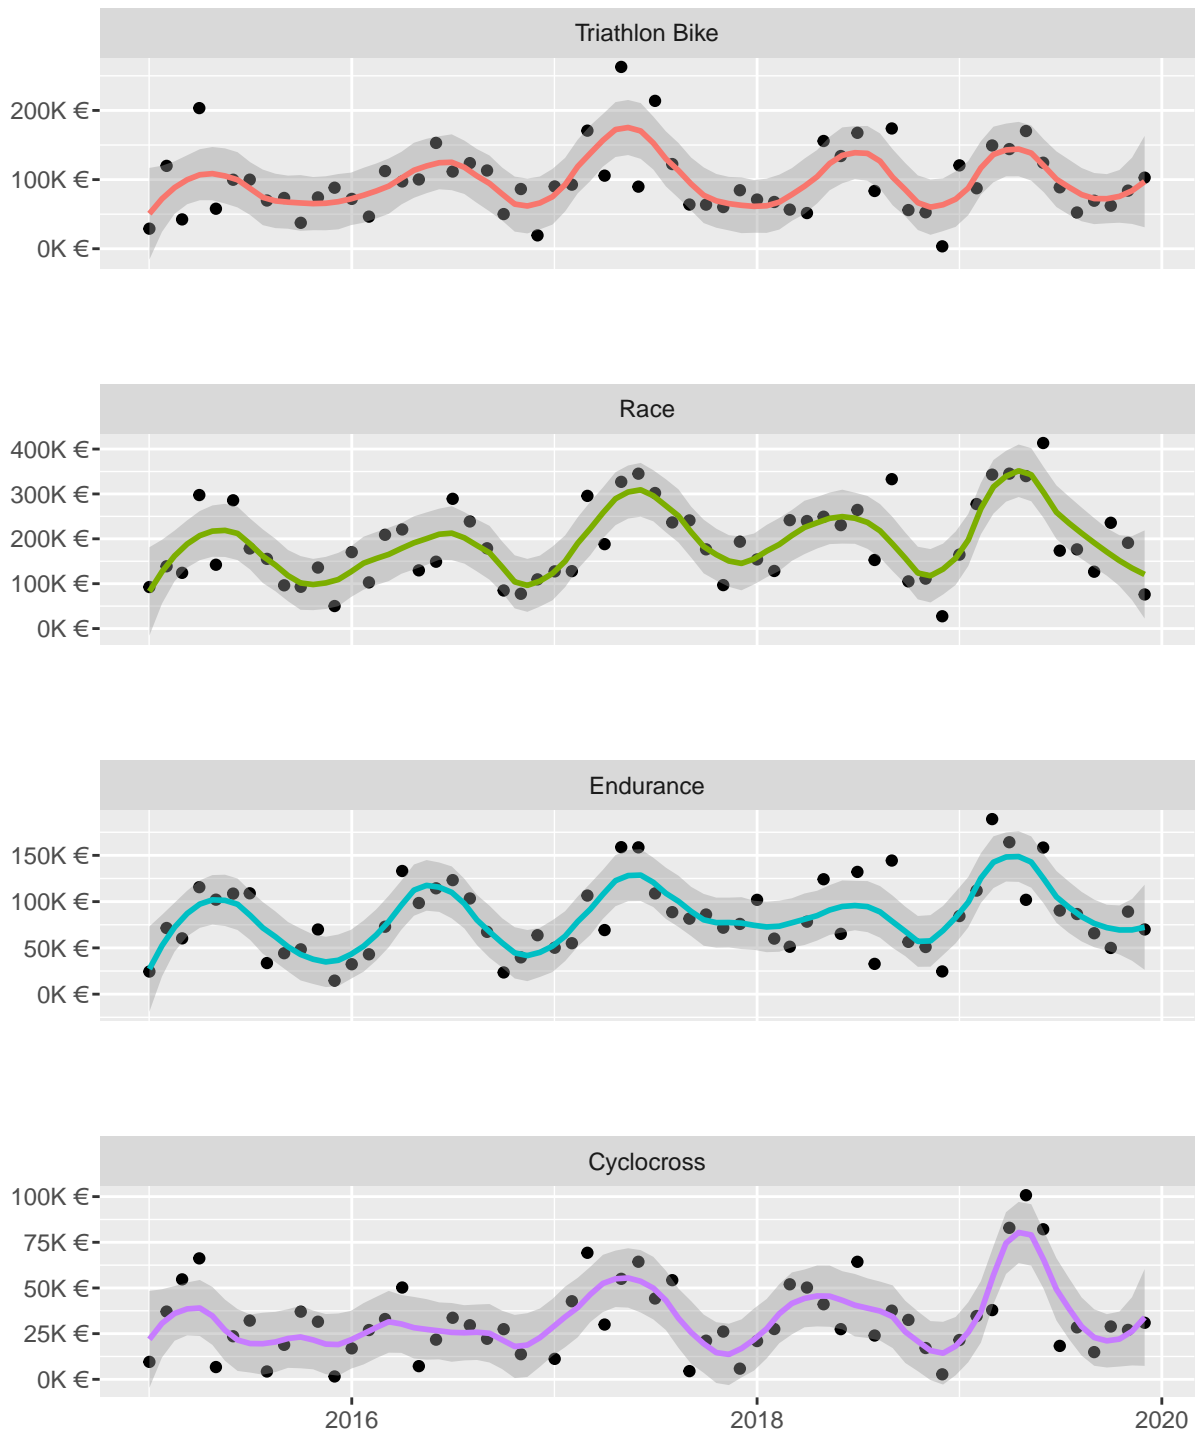 Triathlon Bike
200K €
100K €
0K €
Race
400K €
300K €
200K €
100K €
0K €
Endurance
150K €
100K €
50K €
0K €
Cyclocross
100K €
75K €
50K €
25K €
0K €
2016 2018 2020